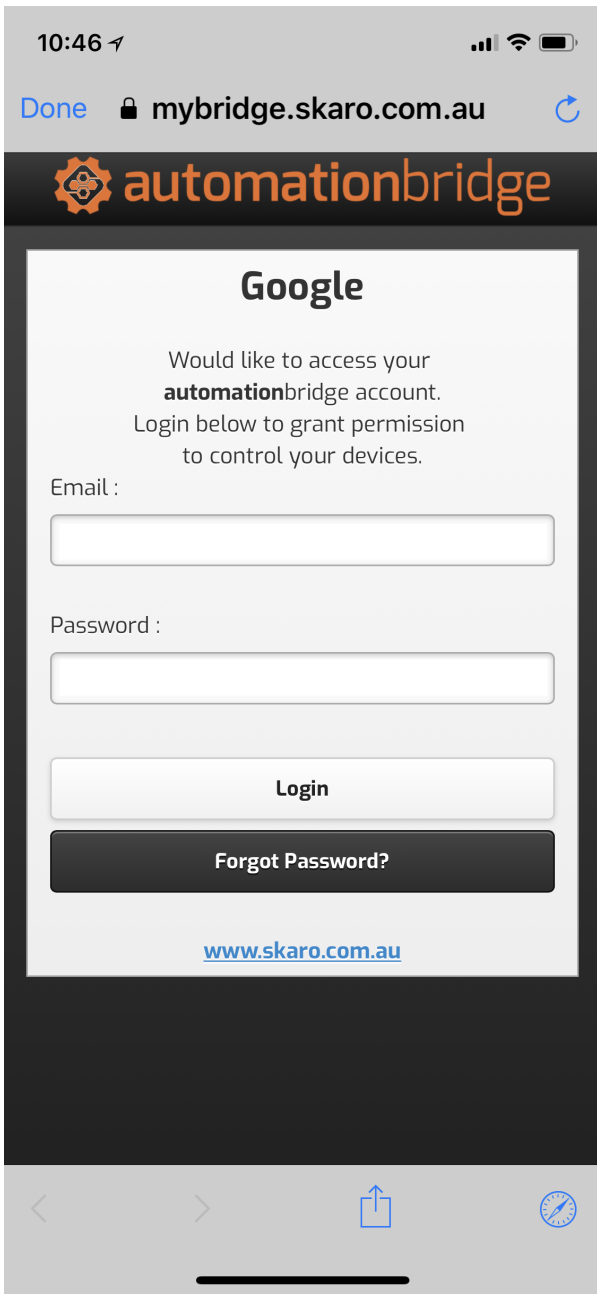 10:46
Done mybridge.skaro.com.au
automationbridge
Google
Would like to access your
automationbridge account.
Login below to grant permission
to control your devices.
Email :
Password :
Login
Forgot Password?
www.skaro.com.au